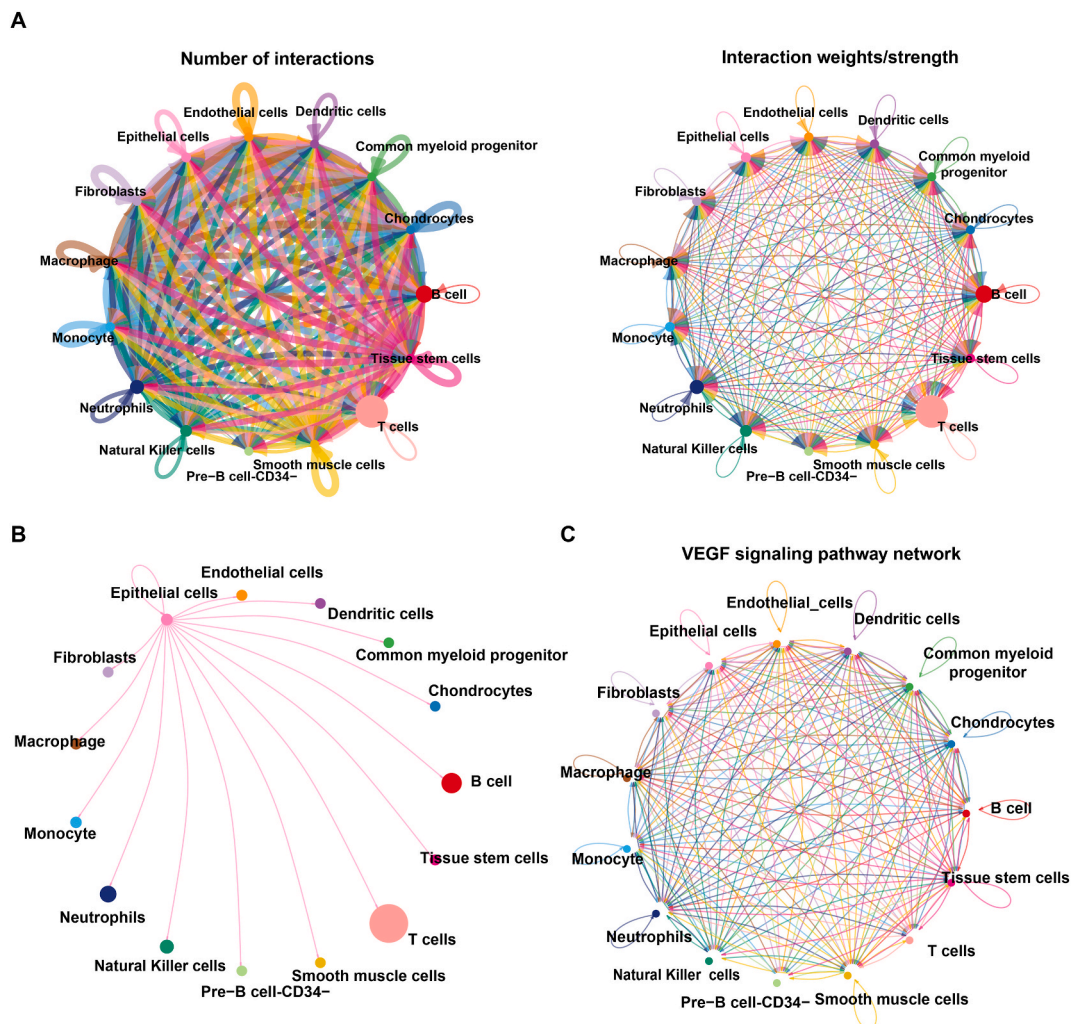 A
Number of interactions
Endothelial cells
Dendritic cells
Epithelial cells
Common myeloid progenitor
Fibroblasts
Chondrocytes
Macrophage
B cell
Monocyte
Tissue stem cells
Neutrophils
T cells
Natural Killer cells
Smooth muscle cells
Pre−B cell-CD34−
Interaction weights/strength
Endothelial cells
Dendritic cells
Epithelial cells
Common myeloid
progenitor
Fibroblasts
Chondrocytes
Macrophage
B cell
Monocyte
Tissue stem cells
Neutrophils
T cells
Natural Killer cells
Smooth muscle cells
Pre−B cell-CD34−
B
Endothelial cells
Epithelial cells
Dendritic cells
Common myeloid progenitor
Fibroblasts
Chondrocytes
Macrophage
B cell
Monocyte
Tissue stem cells
Neutrophils
T cells
Natural Killer cells
Smooth muscle cells
Pre−B cell-CD34−
C
VEGF signaling pathway network
Endothelial_cells
Dendritic cells
Epithelial cells
Common myeloid
progenitor
Fibroblasts
Chondrocytes
Macrophage
B cell
Monocyte
Tissue stem cells
Neutrophils
T cells
Natural Killer cells
Pre−B cell-CD34−
Smooth muscle cells